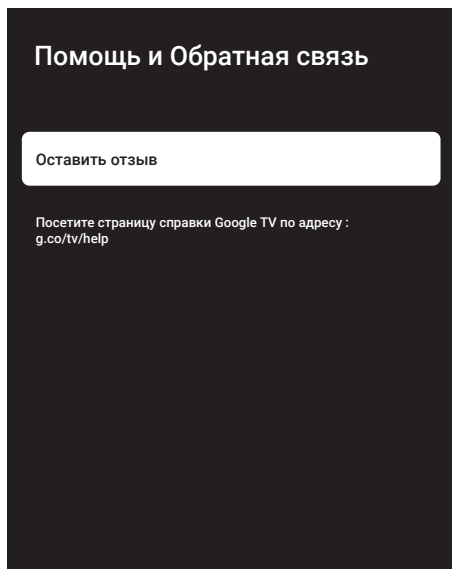 Помощь и Обратная связь
Оставить отзыв
Посетите страницу справки Google TV по адресу :
g.co/tv/help